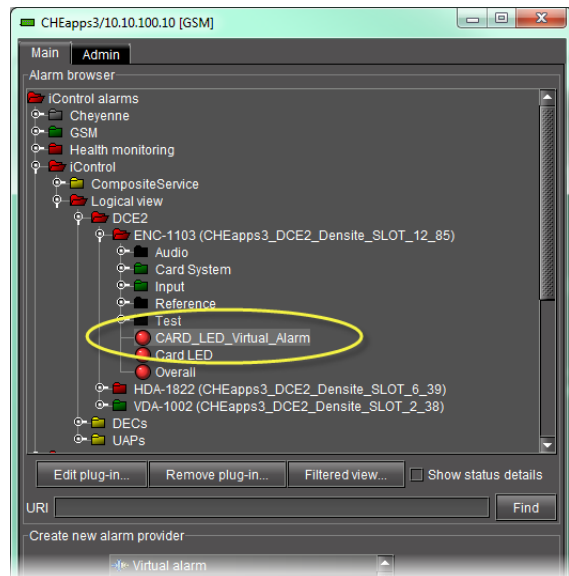 CHEapps3/10.10.100.10 [GSM]
Main Admin
Alarm browser
iControl alarms
Cheyenne
GSM
Health monitoring
iControl
CompositeService
Logical view
DCE2
ENC-1103 (CHEapps3_DCE2_Densite_SLOT_12_85)
Audio
Card System
Input
Reference
Test
CARD_LED_Virtual_Alarm
Card LED
Overall
HDA-1822 (CHEapps3_DCE2_Densite_SLOT_6_39)
VDA-1002 (CHEapps3_DCE2_Densite_SLOT_2_38)
DECs
UAPs
Edit plug-in... Remove plug-in... Filtered view... Show status details
URI Find
Create new alarm provider
Virtual alarm